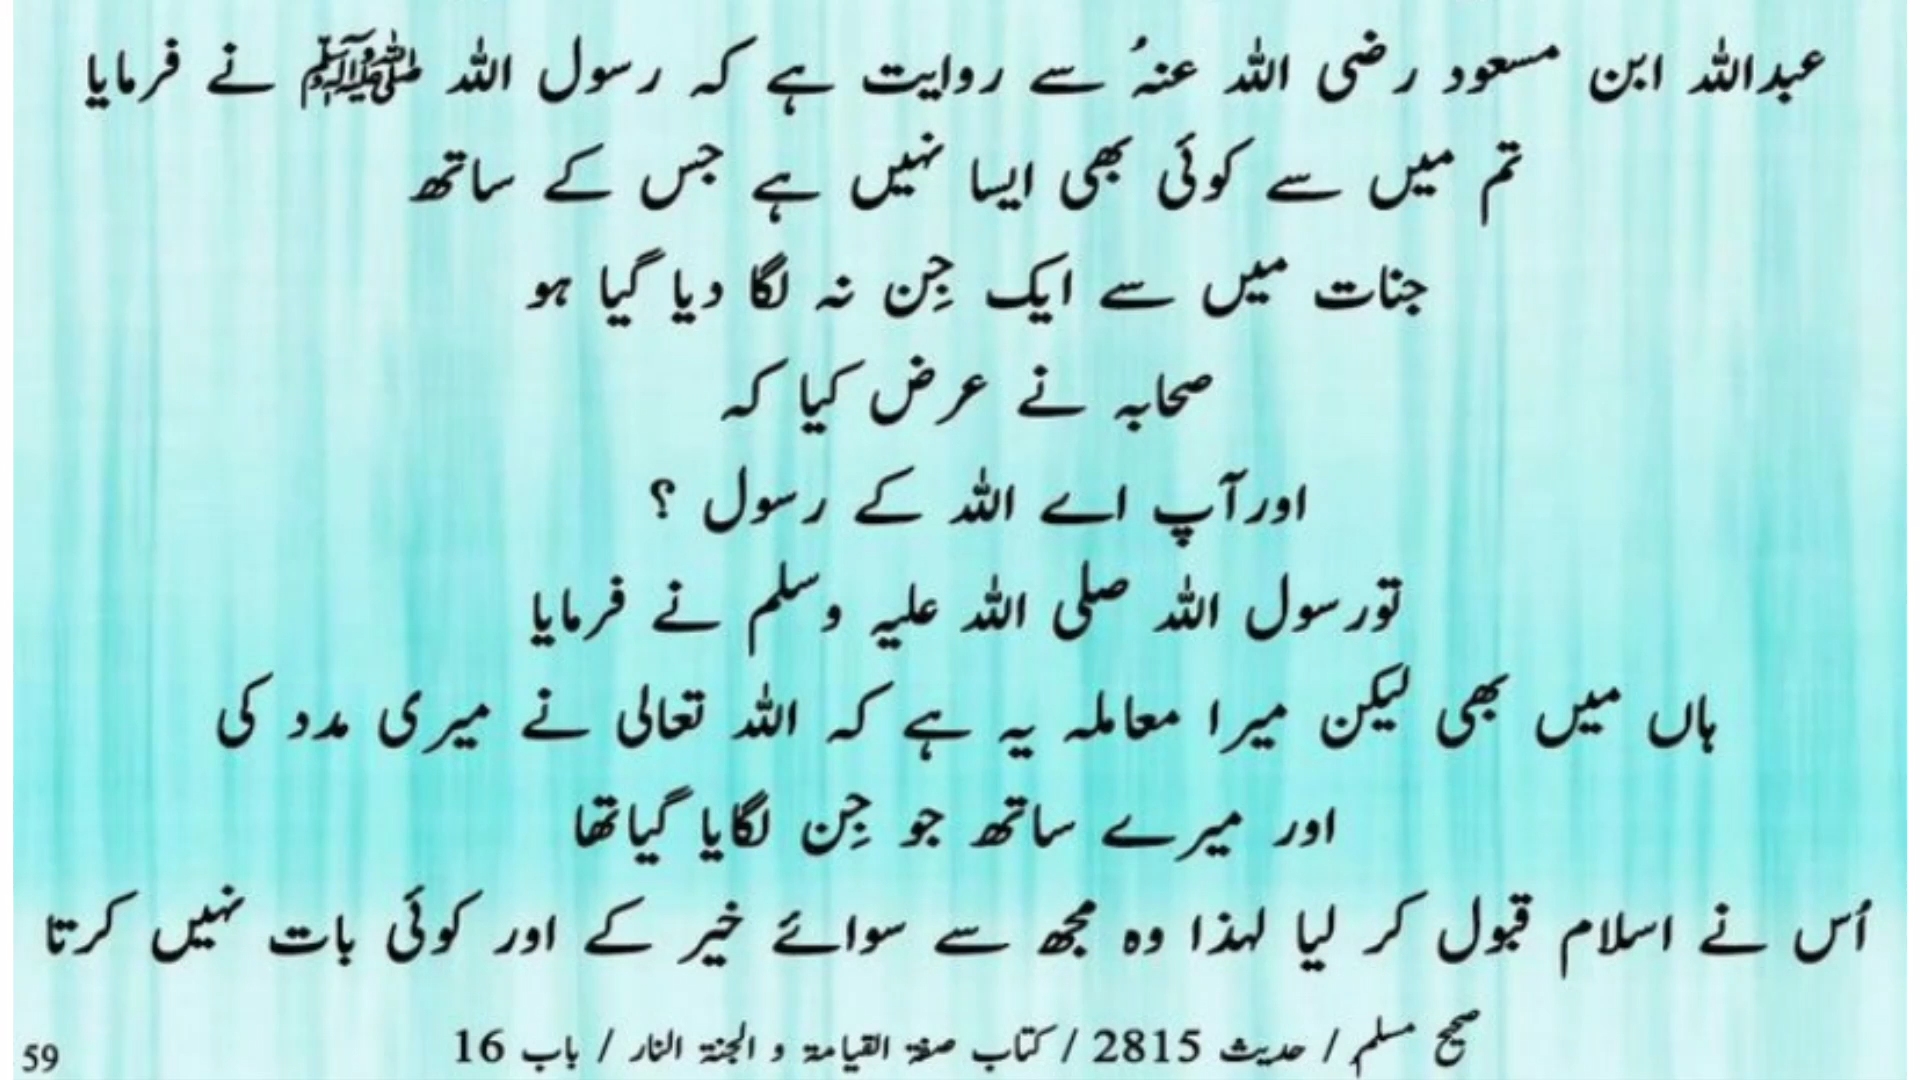 عبداللہ ابن مسعود رضی اللہ عنہُ سے روایت ہے کہ رسول اللہ ﷺ نے فرمایا
تم میں سے کوئی بھی ایسا نہیں ہے جس کے ساتھ
جنات میں سے ایک جِن نہ لگا دیا گیا ہو
صحابہ نے عرض کیا کہ
اور آپ اے اللہ کے رسول ؟
تو رسول اللہ صلی اللہ علیہ وسلم نے فرمایا
ہاں میں بھی لیکن میرا معاملہ یہ ہے کہ اللہ تعالی نے میری مدد کی
اور میرے ساتھ جو جِن لگایا گیا تھا
اُس نے اسلام قبول کر لیا لہذا وہ مجھ سے سوائے خیر کے اور کوئی بات نہیں کرتا
صحیح مسلم / حدیث 2815 / کتاب صفۃ القیامۃ و الجنۃ النار / باب 16
59